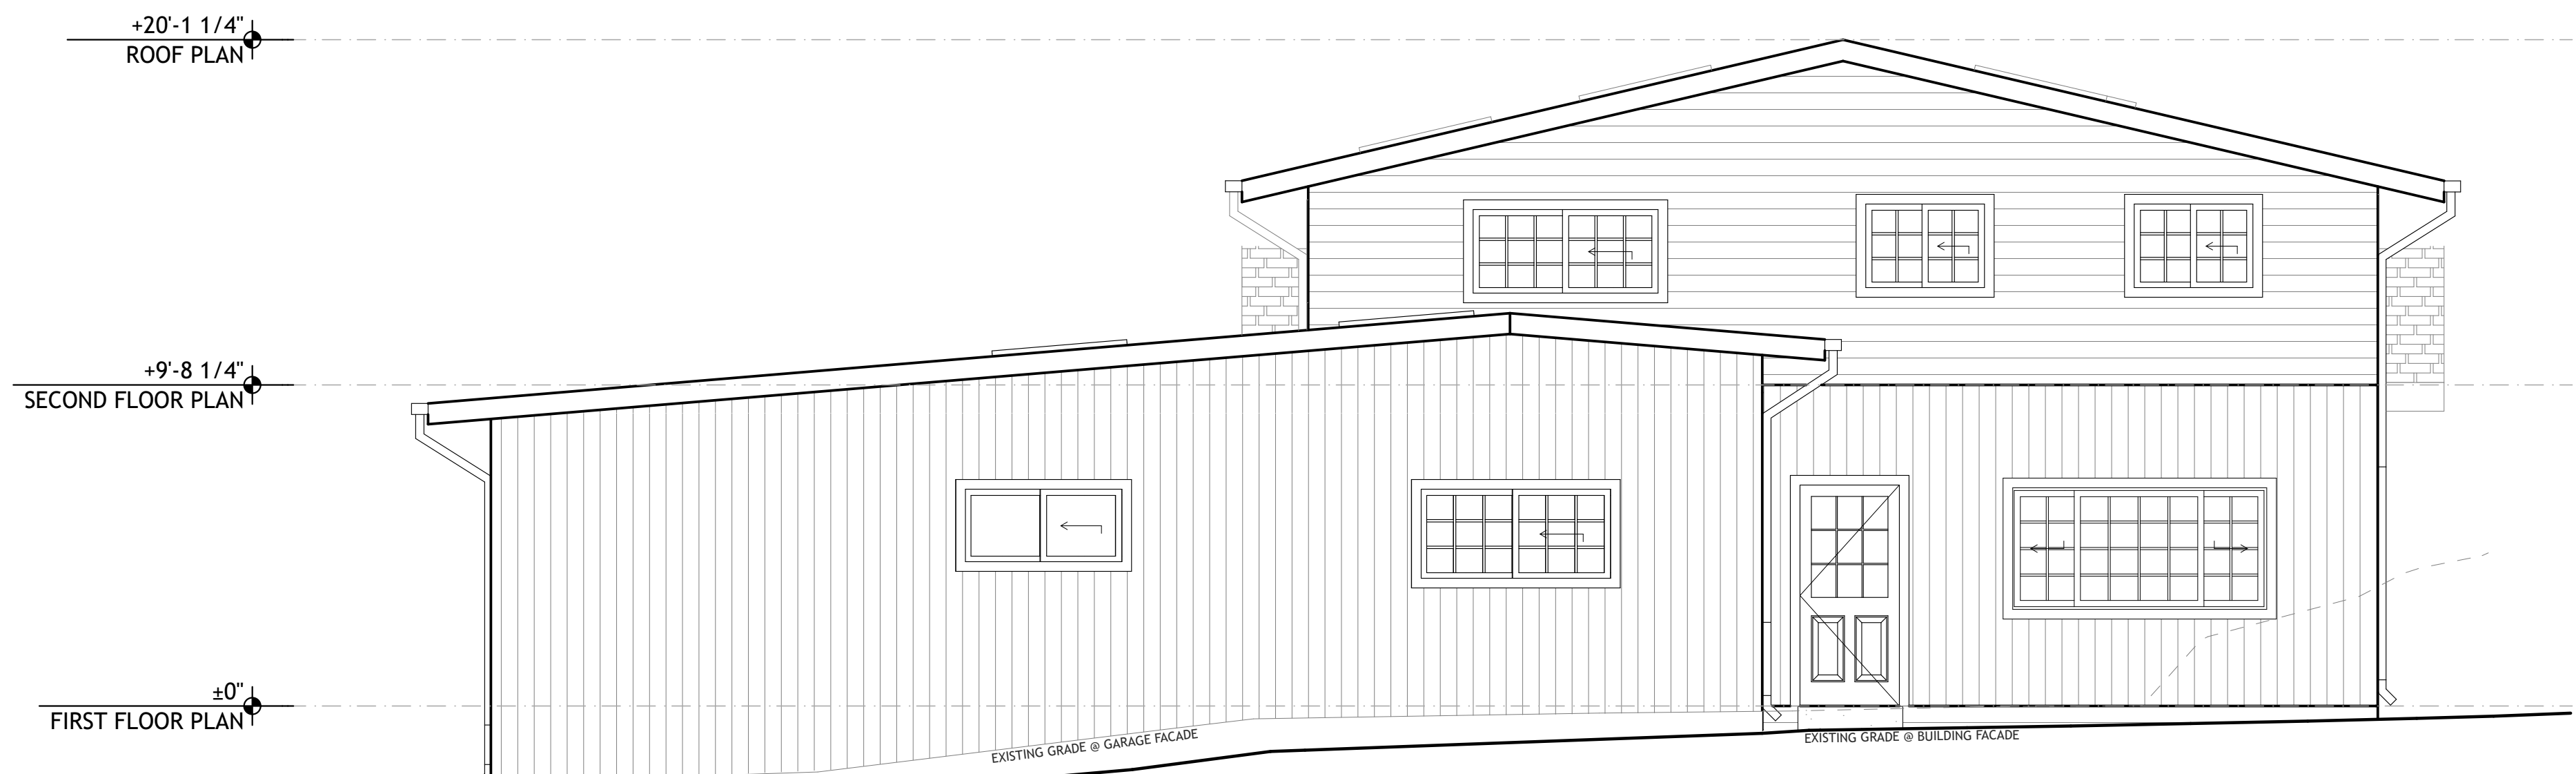 +20'-1 1/4"
ROOF PLAN
+9'-8 1/4"
SECOND FLOOR PLAN
±0"
FIRST FLOOR PLAN
EXISTING GRADE @ GARAGE FACADE
EXISTING GRADE @ BUILDING FACADE